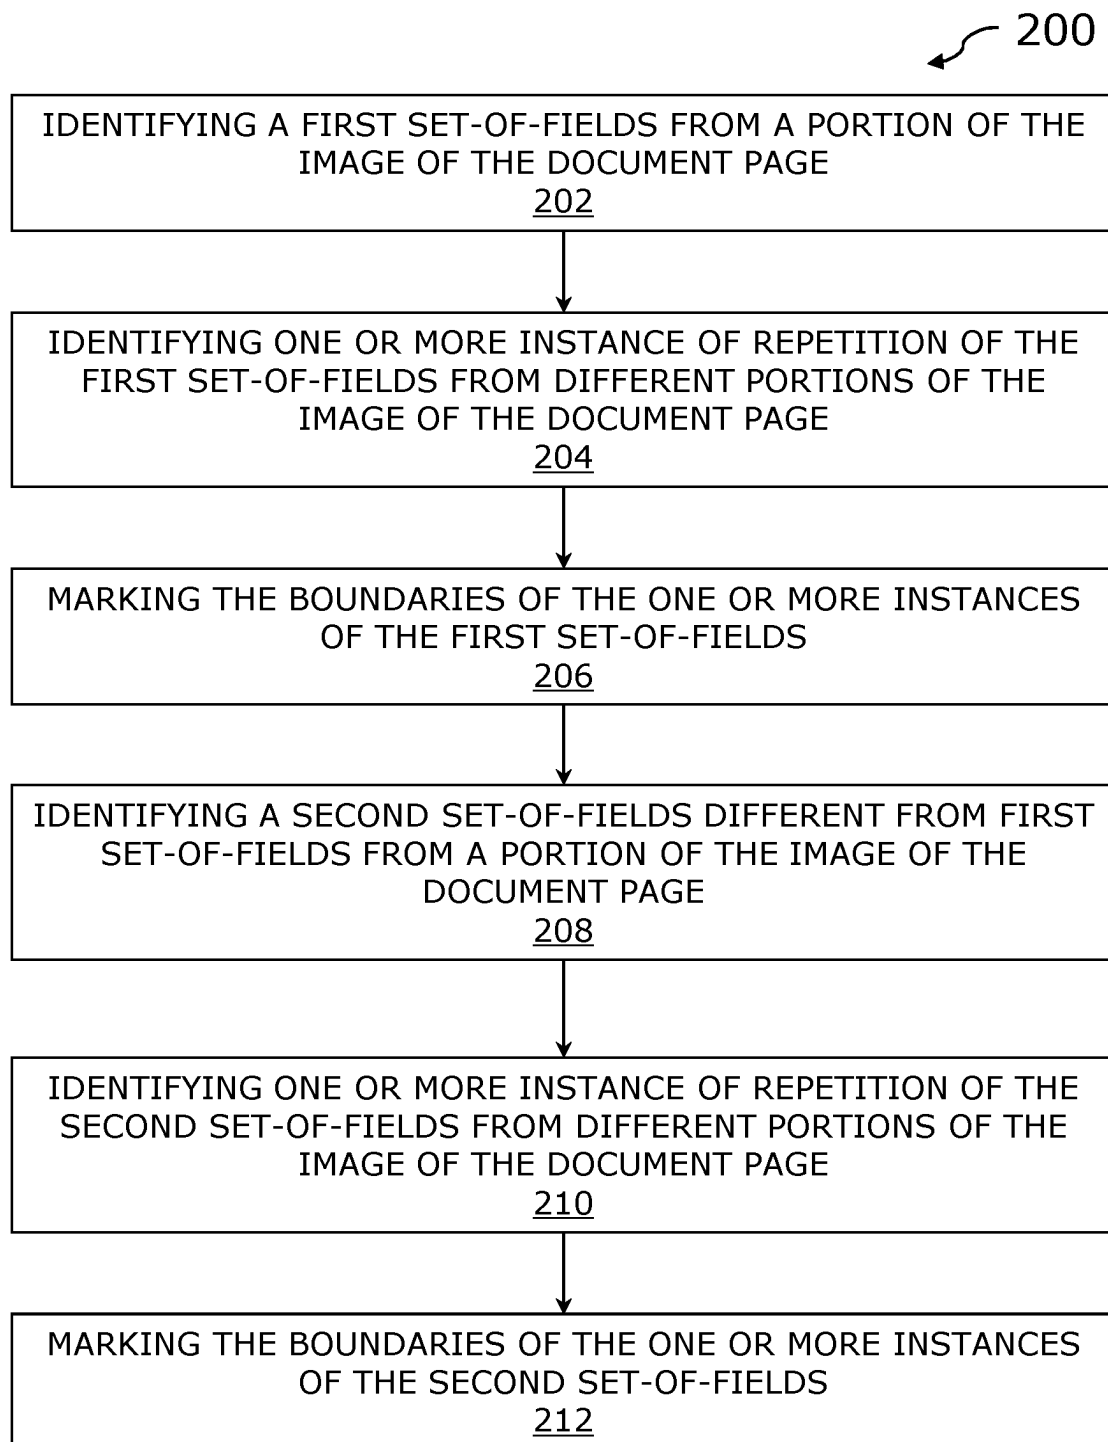 200
IDENTIFYING A FIRST SET-OF-FIELDS FROM A PORTION OF THE
IMAGE OF THE DOCUMENT PAGE
202
IDENTIFYING ONE OR MORE INSTANCE OF REPETITION OF THE
FIRST SET-OF-FIELDS FROM DIFFERENT PORTIONS OF THE
IMAGE OF THE DOCUMENT PAGE
204
MARKING THE BOUNDARIES OF THE ONE OR MORE INSTANCES
OF THE FIRST SET-OF-FIELDS
206
IDENTIFYING A SECOND SET-OF-FIELDS DIFFERENT FROM FIRST
SET-OF-FIELDS FROM A PORTION OF THE IMAGE OF THE
DOCUMENT PAGE
208
IDENTIFYING ONE OR MORE INSTANCE OF REPETITION OF THE
SECOND SET-OF-FIELDS FROM DIFFERENT PORTIONS OF THE
IMAGE OF THE DOCUMENT PAGE
210
MARKING THE BOUNDARIES OF THE ONE OR MORE INSTANCES
OF THE SECOND SET-OF-FIELDS
212